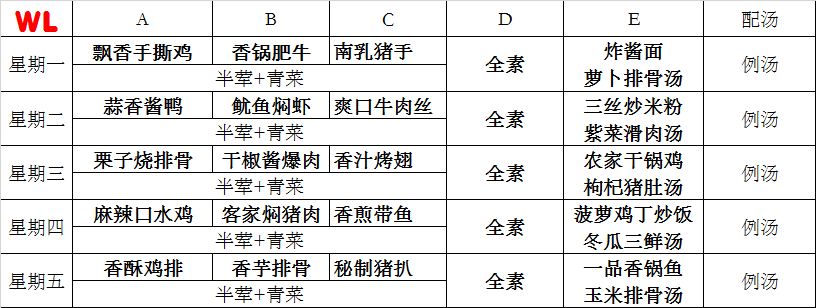 WL A B C D E 配汤
星期一 飘香手撕鸡 香锅肥牛 南乳猪手 全素 炸酱面 例汤
半荤+青菜 萝卜排骨汤
星期二 蒜香酱鸭 鱿鱼焖虾 爽口牛肉丝 全素 三丝炒米粉 例汤
半荤+青菜 紫菜滑肉汤
星期三 栗子烧排骨 干椒酱爆肉 香汁烤翅 全素 农家干锅鸡 例汤
半荤+青菜 枸杞猪肚汤
星期四 麻辣口水鸡 客家焖猪肉 香煎带鱼 全素 菠萝鸡丁炒饭 例汤
半荤+青菜 冬瓜三鲜汤
星期五 香酥鸡排 香芋排骨 秘制猪扒 全素 一品香锅鱼 例汤
半荤+青菜 玉米排骨汤